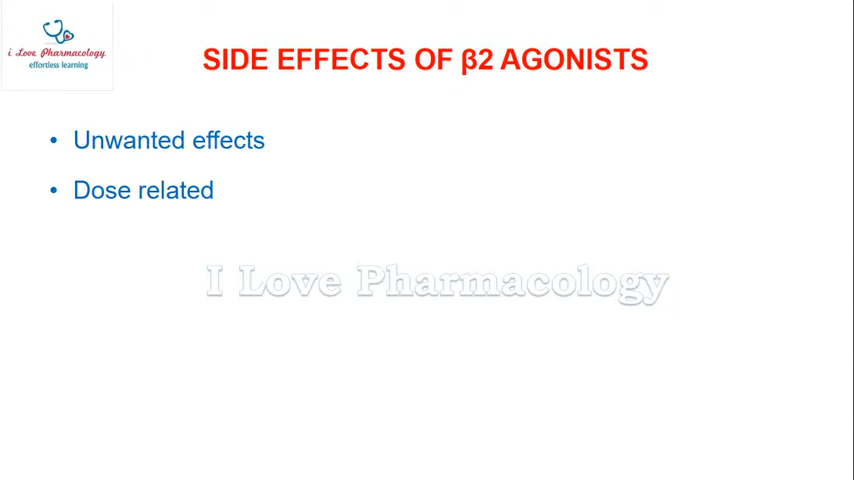 i Love Pharmacology
effortless learning
SIDE EFFECTS OF β2 AGONISTS
• Unwanted effects
• Dose related
I Love Pharmacology